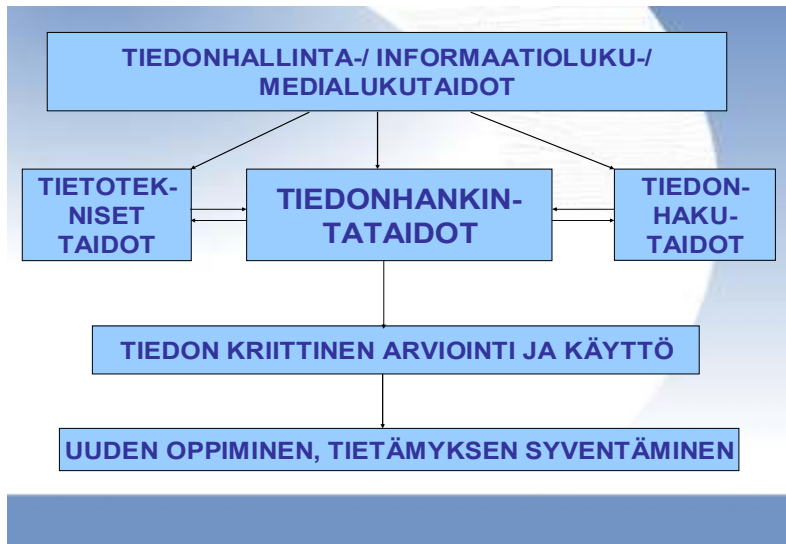 TIEDONHALLINTA-/ INFORMAATIOLUKU-/
MEDIALUKUTAIDOT
TIETOTEK-
NISET
TAIDOT
TIEDONHANKIN-
TATAIDOT
TIEDON-
HAKU-
TAIDOT
TIEDON KRIITTINEN ARVIOINTI JA KÄYTTÖ
UUDEN OPPIMINEN, TIETÄMYKSEN SYVENTÄMINEN